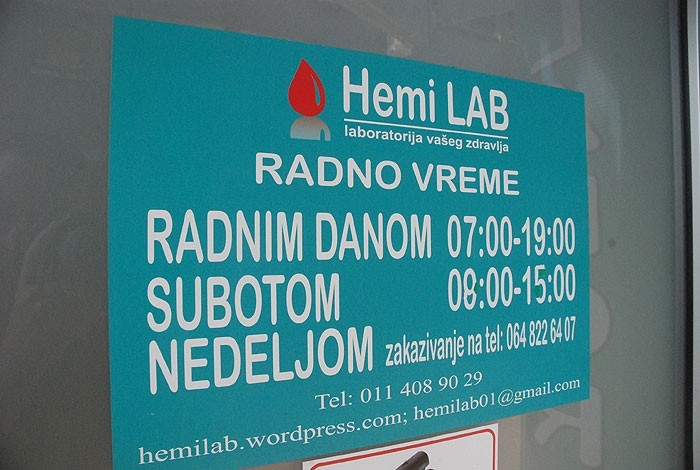 Hemi LAB
laboratorija vašeg zdravlja
RADNO VREME
RADNIM DANOM 07:00-19:00
SUBOTOM 08:00-15:00
NEDELJOM zakazivanje na tel: 064 822 64 07
Tel: 011 408 90 29
hemilab.wordpress.com; hemilab01@gmail.com